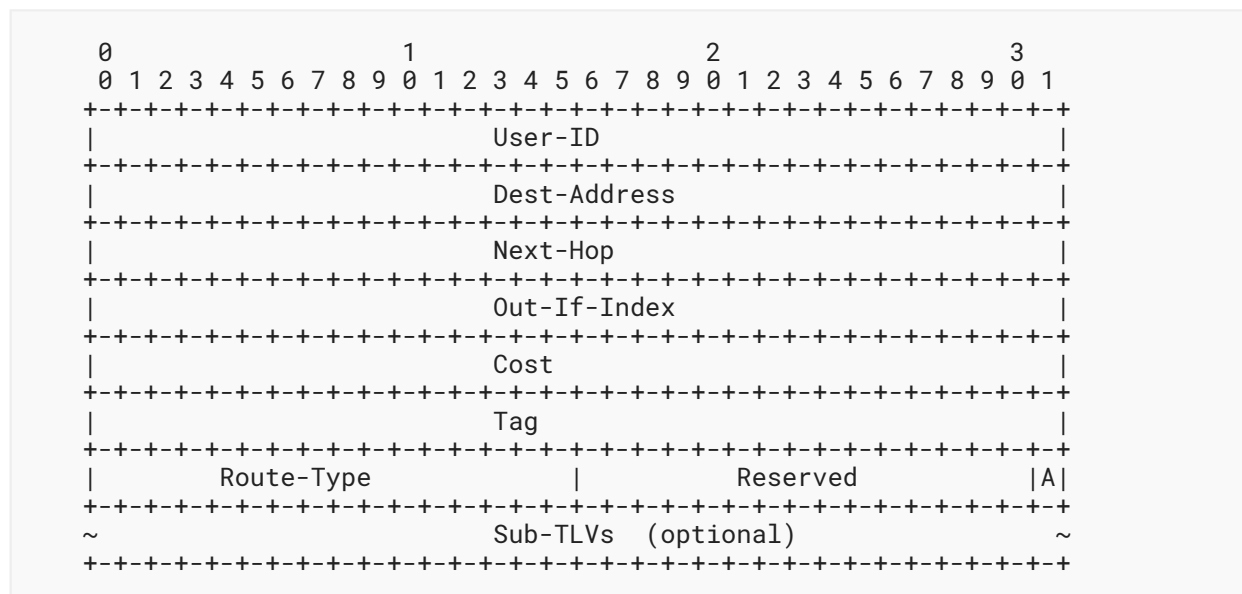 0                   1                   2                   3
0 1 2 3 4 5 6 7 8 9 0 1 2 3 4 5 6 7 8 9 0 1 2 3 4 5 6 7 8 9 0 1
+-+-+-+-+-+-+-+-+-+-+-+-+-+-+-+-+-+-+-+-+-+-+-+-+-+-+-+-+-+-+-+-+
|                          User-ID                              |
+-+-+-+-+-+-+-+-+-+-+-+-+-+-+-+-+-+-+-+-+-+-+-+-+-+-+-+-+-+-+-+-+
|                          Dest-Address                         |
+-+-+-+-+-+-+-+-+-+-+-+-+-+-+-+-+-+-+-+-+-+-+-+-+-+-+-+-+-+-+-+-+
|                          Next-Hop                             |
+-+-+-+-+-+-+-+-+-+-+-+-+-+-+-+-+-+-+-+-+-+-+-+-+-+-+-+-+-+-+-+-+
|                          Out-If-Index                         |
+-+-+-+-+-+-+-+-+-+-+-+-+-+-+-+-+-+-+-+-+-+-+-+-+-+-+-+-+-+-+-+-+
|                          Cost                                 |
+-+-+-+-+-+-+-+-+-+-+-+-+-+-+-+-+-+-+-+-+-+-+-+-+-+-+-+-+-+-+-+-+
|                          Tag                                  |
+-+-+-+-+-+-+-+-+-+-+-+-+-+-+-+-+-+-+-+-+-+-+-+-+-+-+-+-+-+-+-+-+
|        Route-Type             |          Reserved           |A|
+-+-+-+-+-+-+-+-+-+-+-+-+-+-+-+-+-+-+-+-+-+-+-+-+-+-+-+-+-+-+-+-+
~                          Sub-TLVs  (optional)                 ~
+-+-+-+-+-+-+-+-+-+-+-+-+-+-+-+-+-+-+-+-+-+-+-+-+-+-+-+-+-+-+-+-+